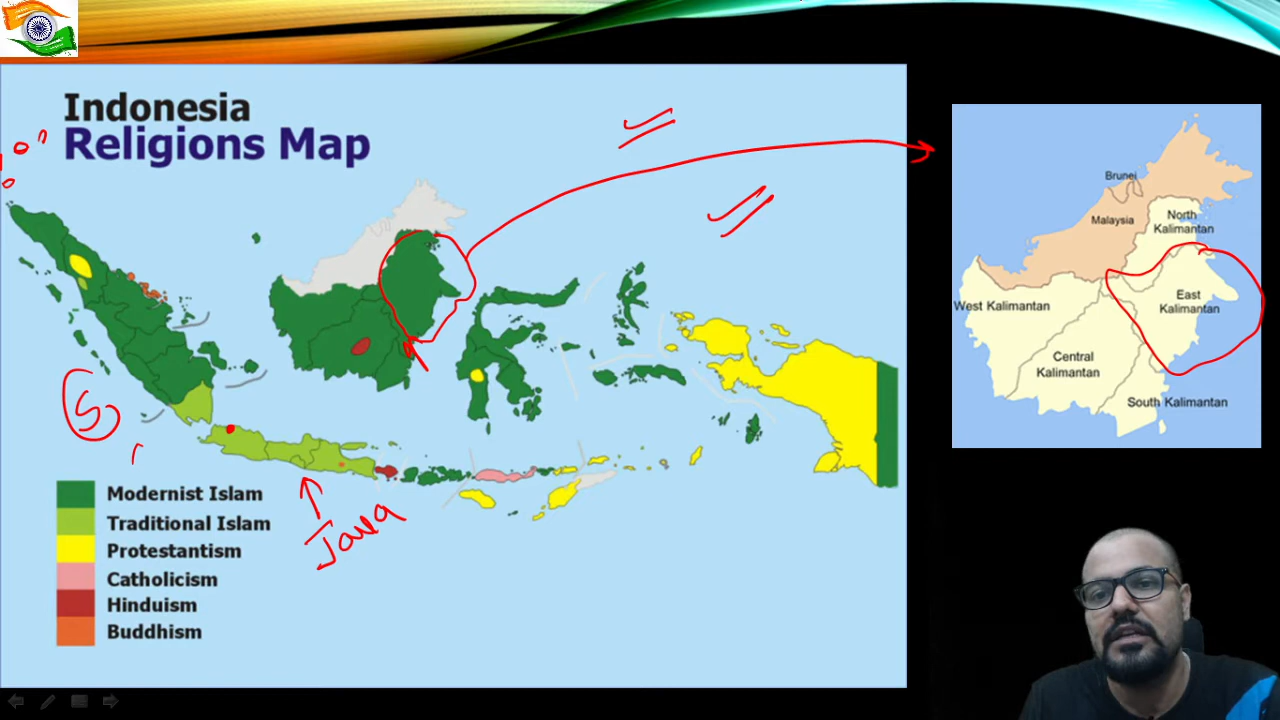 Indonesia
Religions Map
S
Java
Modernist Islam
Traditional Islam
Protestantism
Catholicism
Hinduism
Buddhism
Brunei
Malaysia
North
Kalimantan
West Kalimantan
East
Kalimantan
Central
Kalimantan
South Kalimantan